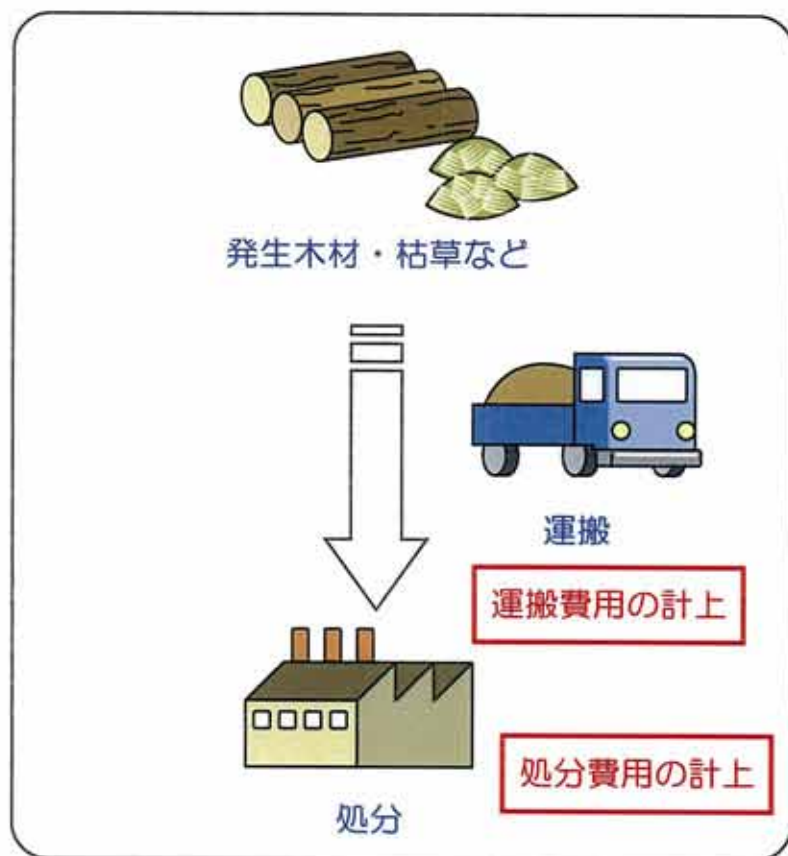 発生木材・枯草など
運搬
運搬費用の計上
処分費用の計上
処分